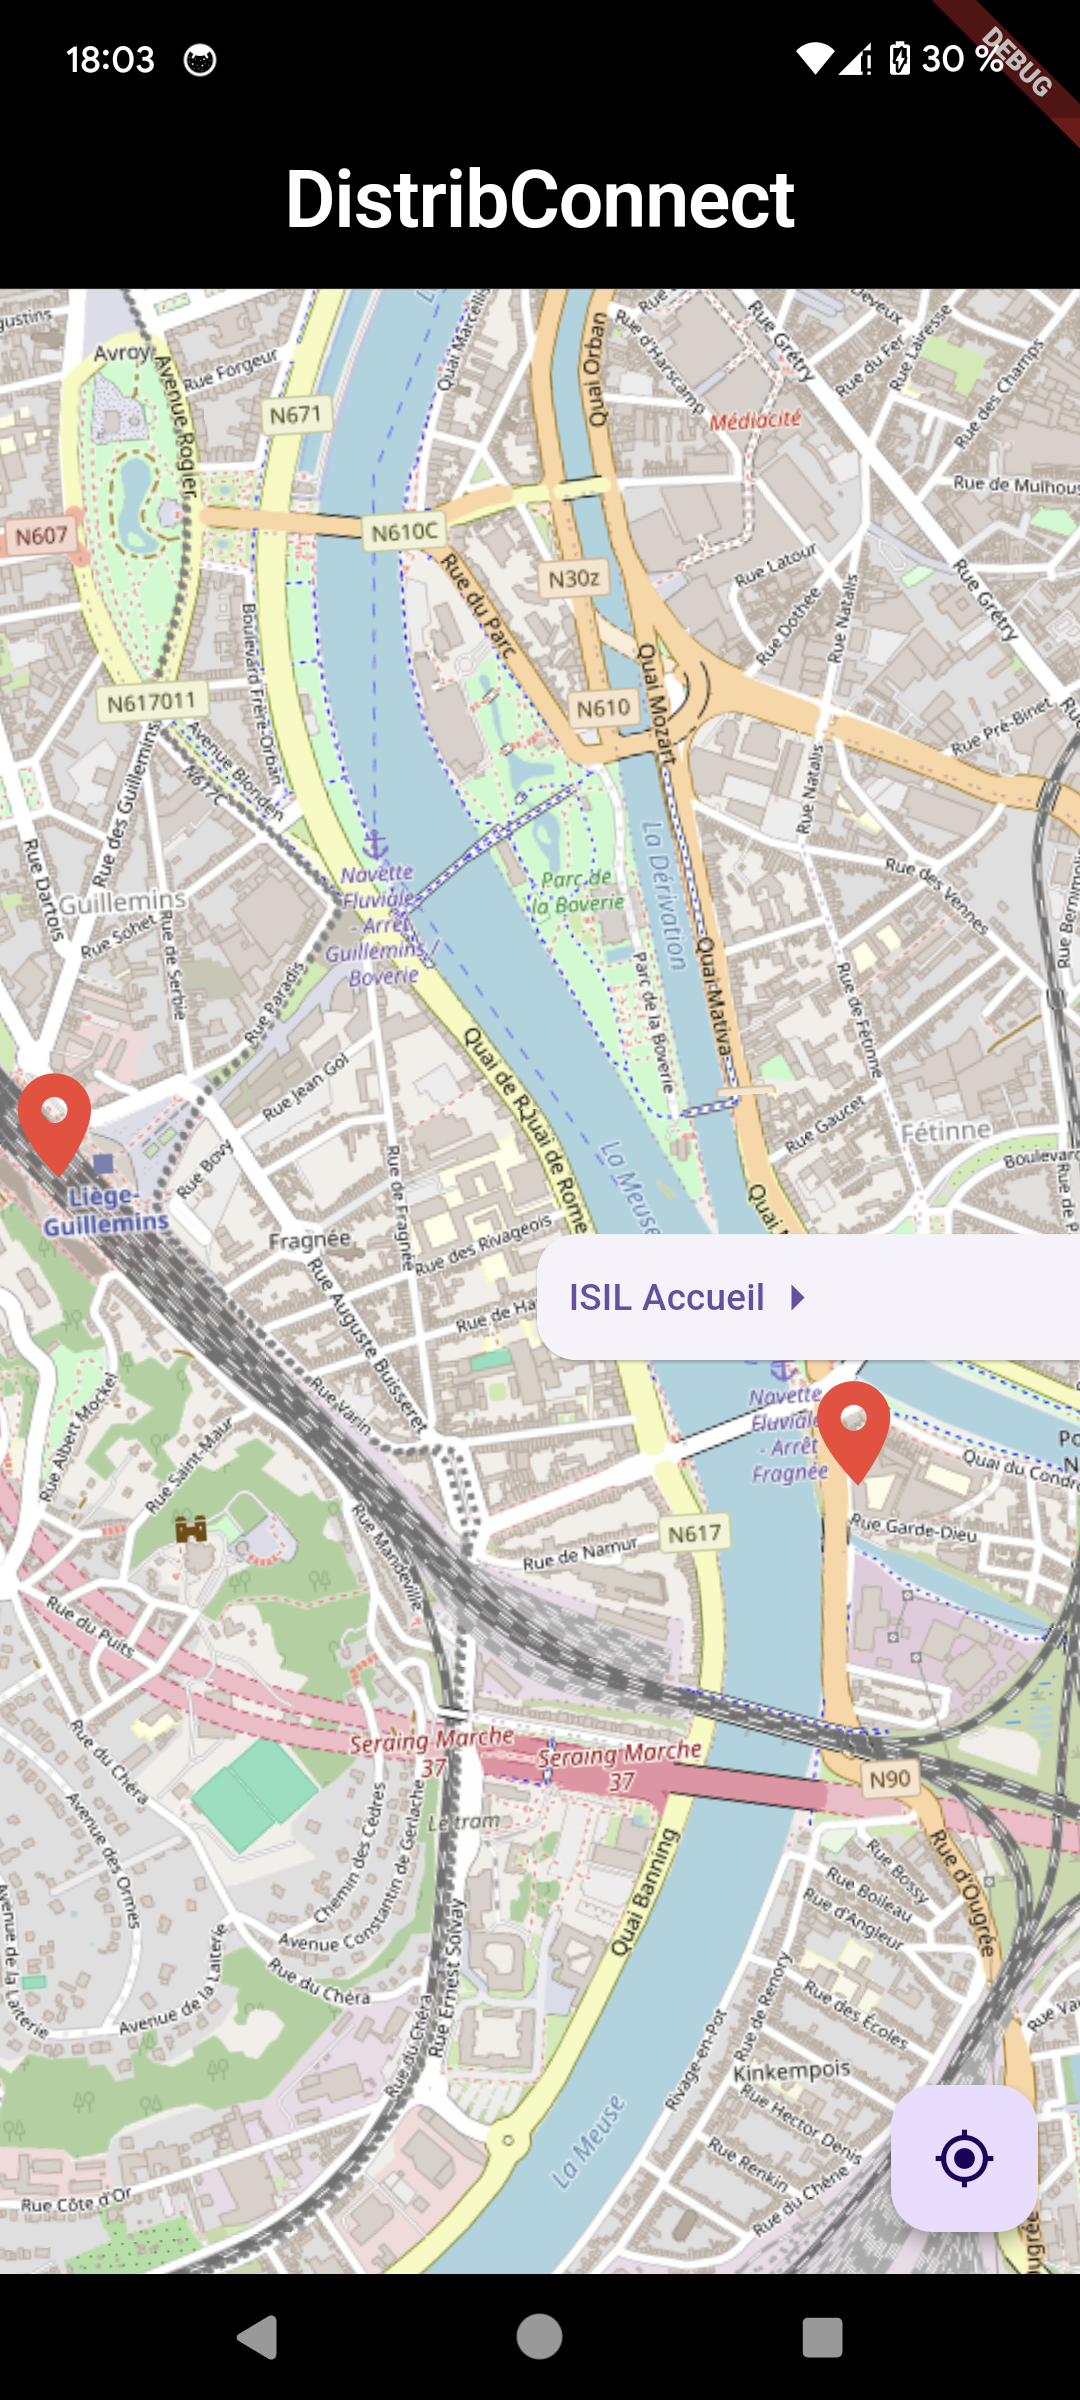 18:03
30 %
DEBUG
DistribConnect
Avroy
Avenue Rogier
Rue Forgeur
N671
Quai Marcellis
Quai Orban
Rue d'Harscamp
Rue Grétry
Rue du Fer
Rue Lairesse
Rue des Champs
Médiacité
N607
N610C
N30z
Rue du Parc
Rue Latour
Rue Dothée
Rue Natalis
Rue Grétry
N617011
Boulevard Frère-Orban
Avenue Blonden
N617C
N610
Quai Mozart
Rue Pré-Binet
Rue Natalis
Rue des Guillemins
Rue Dartois
Guillemins
Rue Sohet
Rue de Serbie
Rue Paradis
Navette
Fluviale
- Arrêt
Guillemins /
Boverie
Parc de
la Boverie
La Dérivation
Parc de la Boverie
Quai Mativa
Rue des Vennes
Rue de Fétinne
Rue Jean Gol
Quai de Rome
La Meuse
Rue Gaucet
Fétinne
Liège-
Guillemins
Rue Bovy
Rue de Fragnée
Fragnée
Rue des Rivageois
Rue Auguste Buisseret
ISIL Accueil
Navette
Fluviale
- Arrêt
Fragnée
Rue Varin
Rue Albert Mockel
Rue Saint-Maur
Rue Mandeville
Rue de Namur
N617
Rue Garde-Dieu
Rue du Puits
Seraing Marche
37
Seraing Marche
37
N90
Rue du Chéra
Le tram
Avenue des Ormes
Chemin des Cèdres
Avenue Constantin de Gerlache
Quai Banning
Rue Bossy
Rue Boileau
Rue d'Angleur
Rue d'Ougrée
Avenue de la Laiterie
Avenue de la Laiterie
Rue du Chéra
Rue du Chéra
Rue Ernest Solvay
Rue de Renory
Rivage-en-Pot
Rue des Écoles
Kinkempois
Rue Hector Denis
Rue Renkin
Rue du Chêne
Rue Côte d'Or
La Meuse